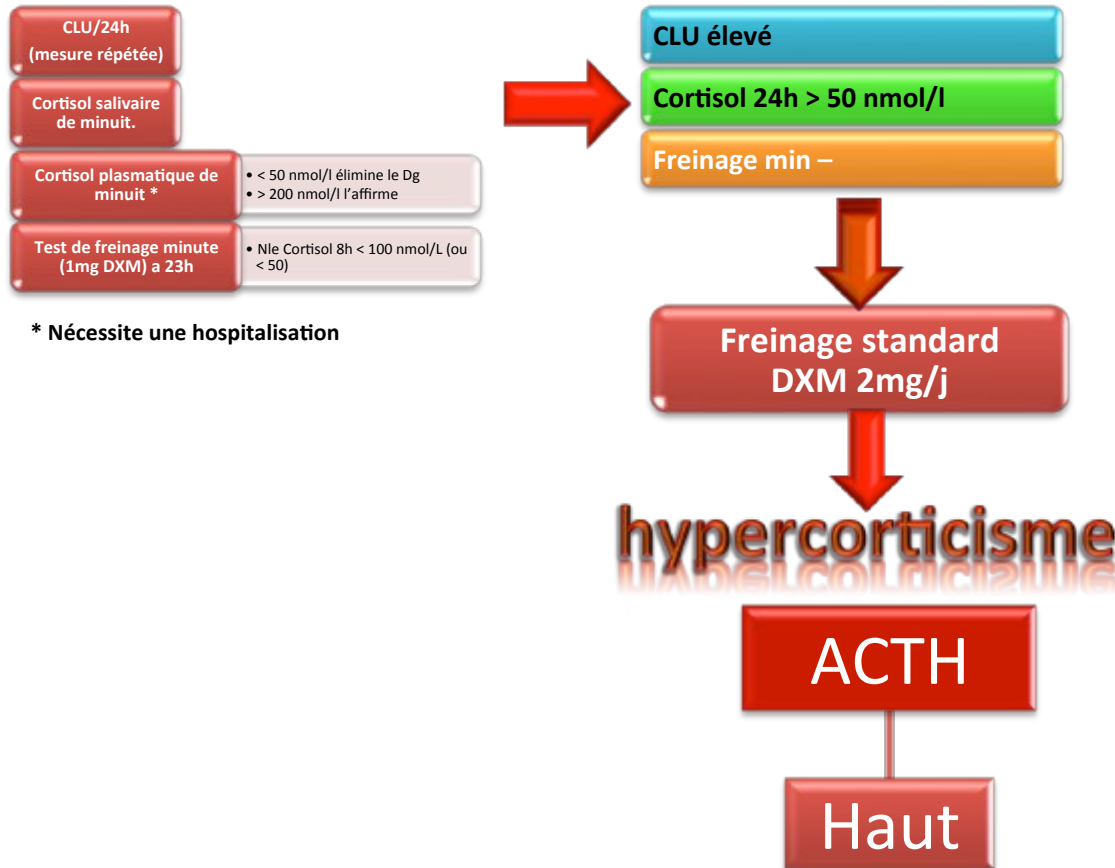 CLU/24h
(mesure répétée)
Cortisol salivaire
de minuit.
Cortisol plasmatique de
minuit *
• < 50 nmol/l élimine le Dg
• > 200 nmol/l l’affirme
Test de freinage minute
(1mg DXM) a 23h
• Nle Cortisol 8h < 100 nmol/L (ou
< 50)
* Nécessite une hospitalisation
CLU élevé
Cortisol 24h > 50 nmol/l
Freinage min –
Freinage standard
DXM 2mg/j
hypercorticisme
ACTH
Haut